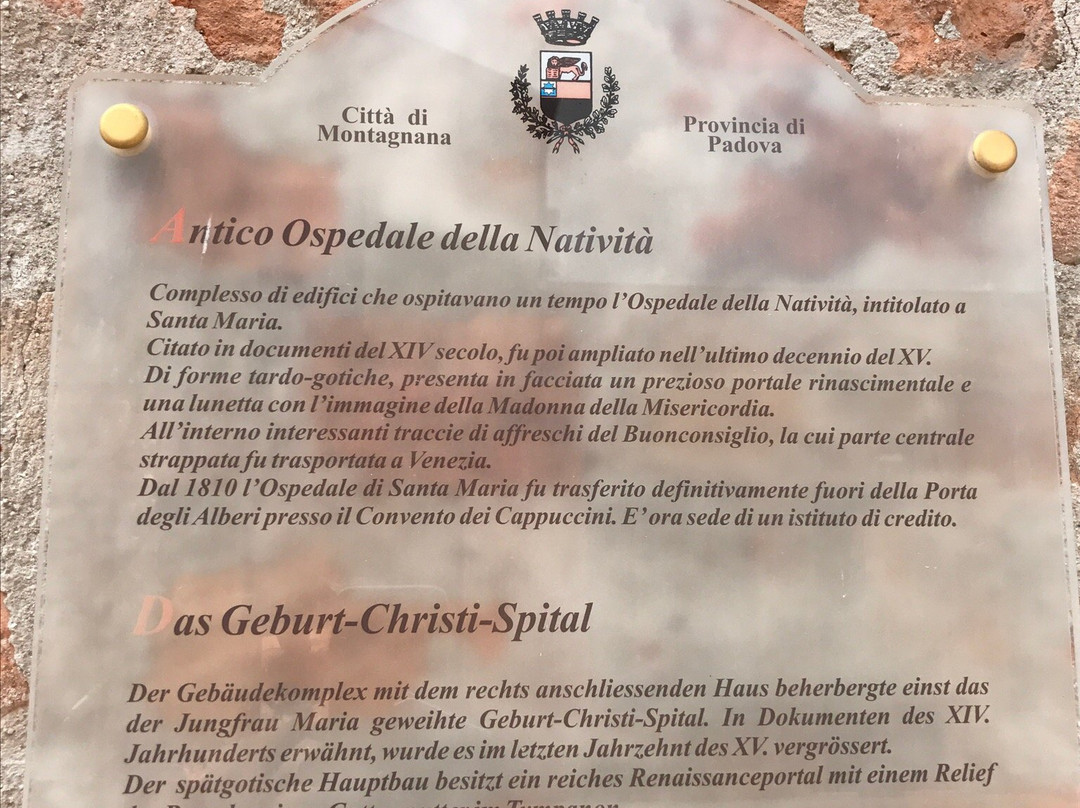 Città di
Montagnana
Provincia di
Padova
Antico Ospedale della Natività
Complesso di edifici che ospitavano un tempo l'Ospedale della Natività, intitolato a
Santa Maria.
Citato in documenti del XIV secolo, fu poi ampliato nell'ultimo decennio del XV.
Di forme tardo-gotiche, presenta in facciata un prezioso portale rinascimentale e
una lunetta con l'immagine della Madonna della Misericordia.
All'interno interessanti traccie di affreschi del Buonconsiglio, la cui parte centrale
strappata fu trasportata a Venezia.
Dal 1810 l'Ospedale di Santa Maria fu trasferito definitivamente fuori della Porta
degli Alberi presso il Convento dei Cappuccini. E' ora sede di un istituto di credito.
Das Geburt-Christi-Spital
Der Gebäudekomplex mit dem rechts anschliessenden Haus beherbergte einst das
der Jungfrau Maria geweihte Geburt-Christi-Spital. In Dokumenten des XIV.
Jahrhunderts erwähnt, wurde es im letzten Jahrzehnt des XV. vergrössert.
Der spätgotische Hauptbau besitzt ein reiches Renaissanceportal mit einem Relief